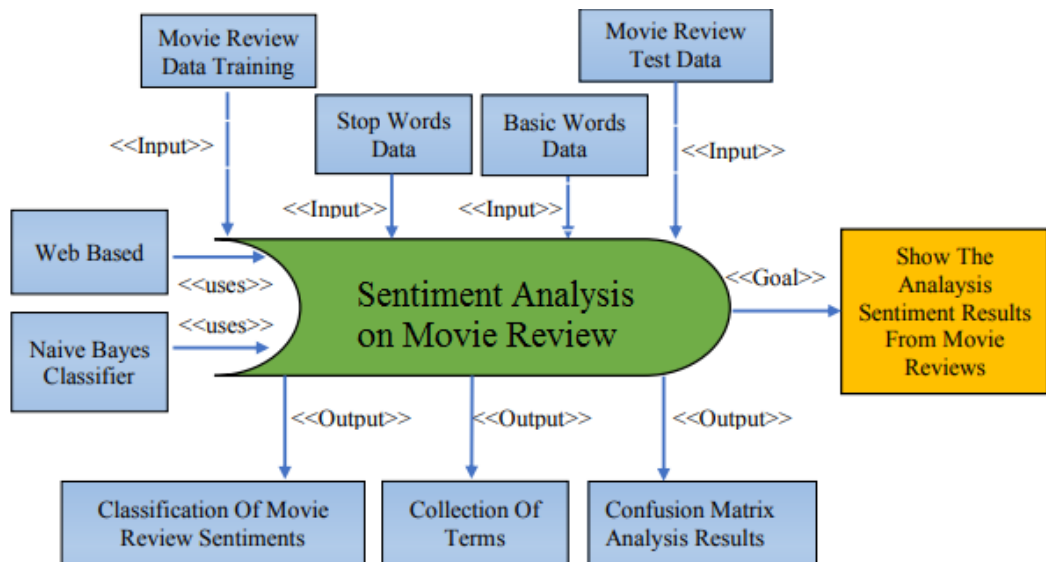 Movie Review
Data Training
Movie Review
Test Data
Stop Words
Data
Basic Words
Data
<<Input>>
<<Input>>
<<Input>>
<<Input>>
Web Based
<<uses>>
<<uses>>
Naive Bayes
Classifier
Sentiment Analysis
on Movie Review
<<Goal>>
Show The
Analaysis
Sentiment Results
From Movie
Reviews
<<Output>>
<<Output>>
<<Output>>
Classification Of Movie
Review Sentiments
Collection Of
Terms
Confusion Matrix
Analysis Results